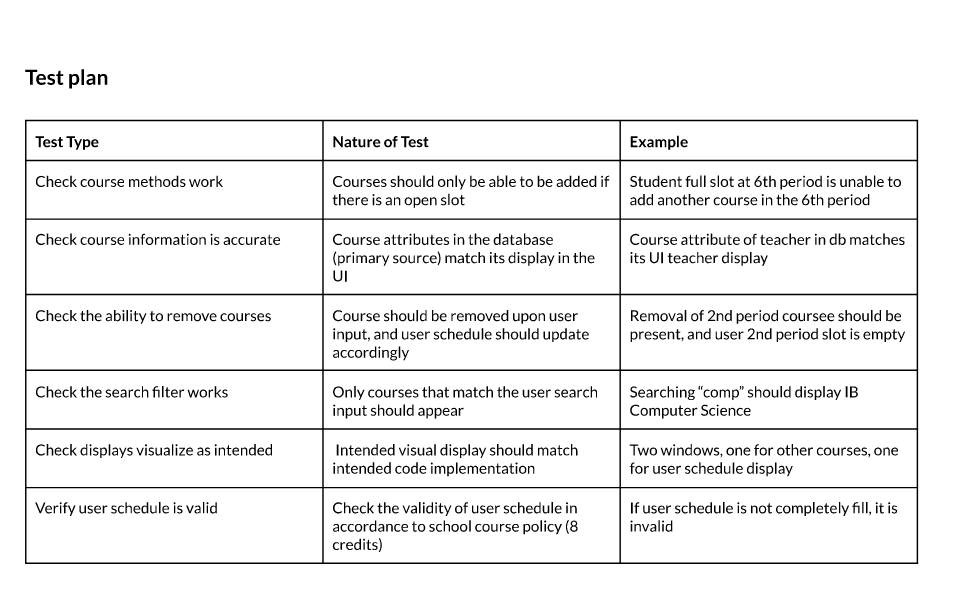 Test plan
Test Type
Nature of Test
Example
Check course methods work
Courses should only be able to be added if
there is an open slot
Student full slot at 6th period is unable to
add another course in the 6th period
Check course information is accurate
Course attributes in the database
(primary source) match its display in the
UI
Course attribute of teacher in db matches
its UI teacher display
Check the ability to remove courses
Course should be removed upon user
input, and user schedule should update
accordingly
Removal of 2nd period coursee should be
present, and user 2nd period slot is empty
Check the search filter works
Only courses that match the user search
input should appear
Searching “comp” should display IB
Computer Science
Check displays visualize as intended
Intended visual display should match
intended code implementation
Two windows, one for other courses, one
for user schedule display
Verify user schedule is valid
Check the validity of user schedule in
accordance to school course policy (8
credits)
If user schedule is not completely fill, it is
invalid